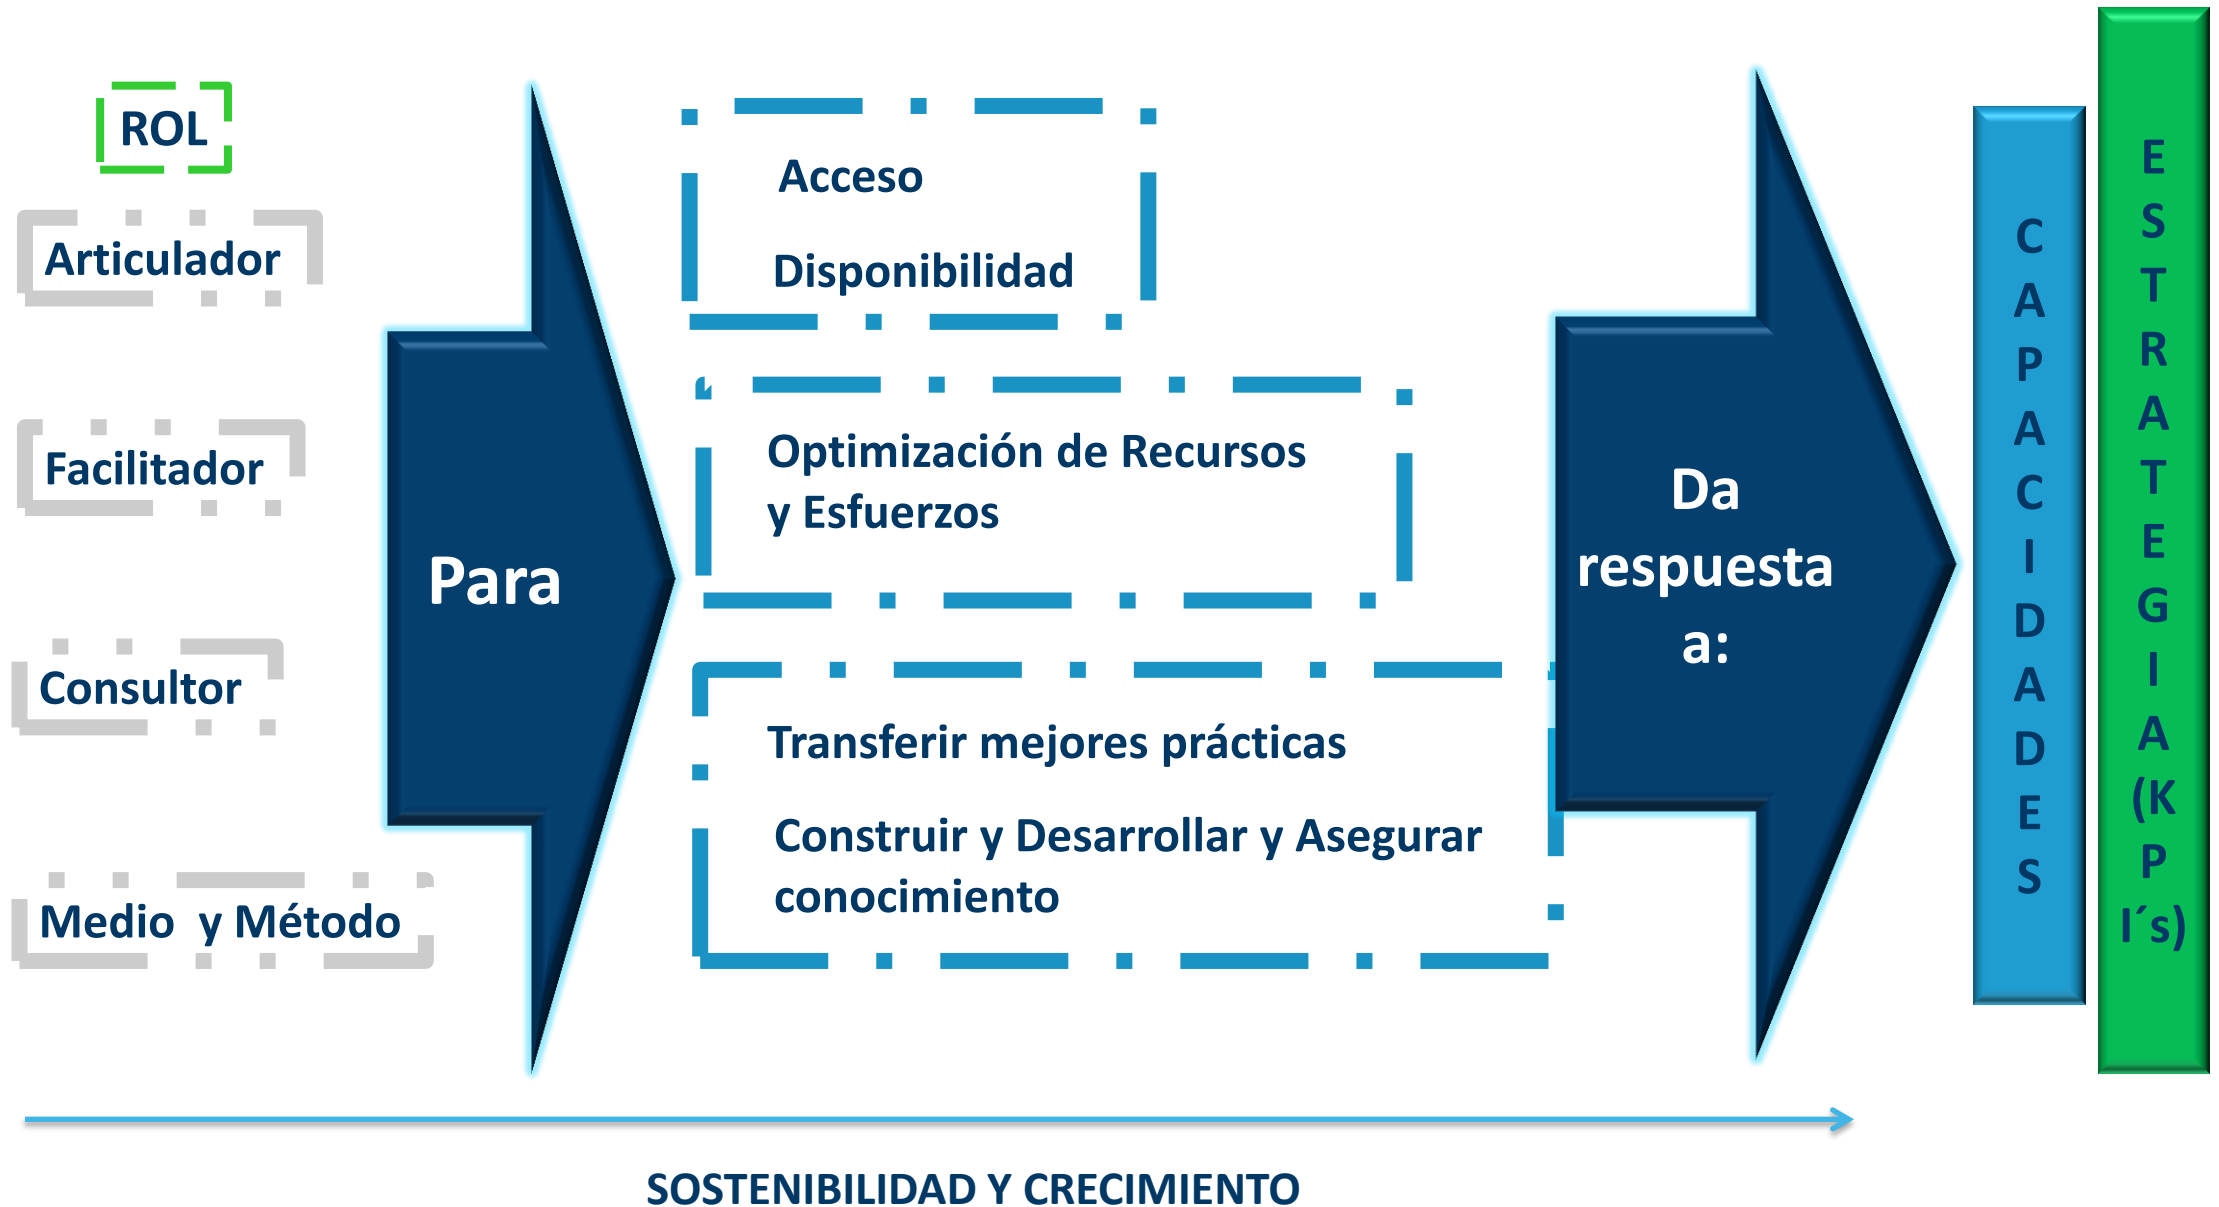 ROL
Articulador
Facilitador
Consultor
Medio y Método
Para
Acceso
Disponibilidad
Optimización de Recursos
y Esfuerzos
Transferir mejores prácticas
Construir y Desarrollar y Asegurar
conocimiento
Da
respuesta
a:
C
A
P
A
C
I
D
A
D
E
S
E
S
T
R
A
T
E
G
I
A
(K
P
I´s)
SOSTENIBILIDAD Y CRECIMIENTO